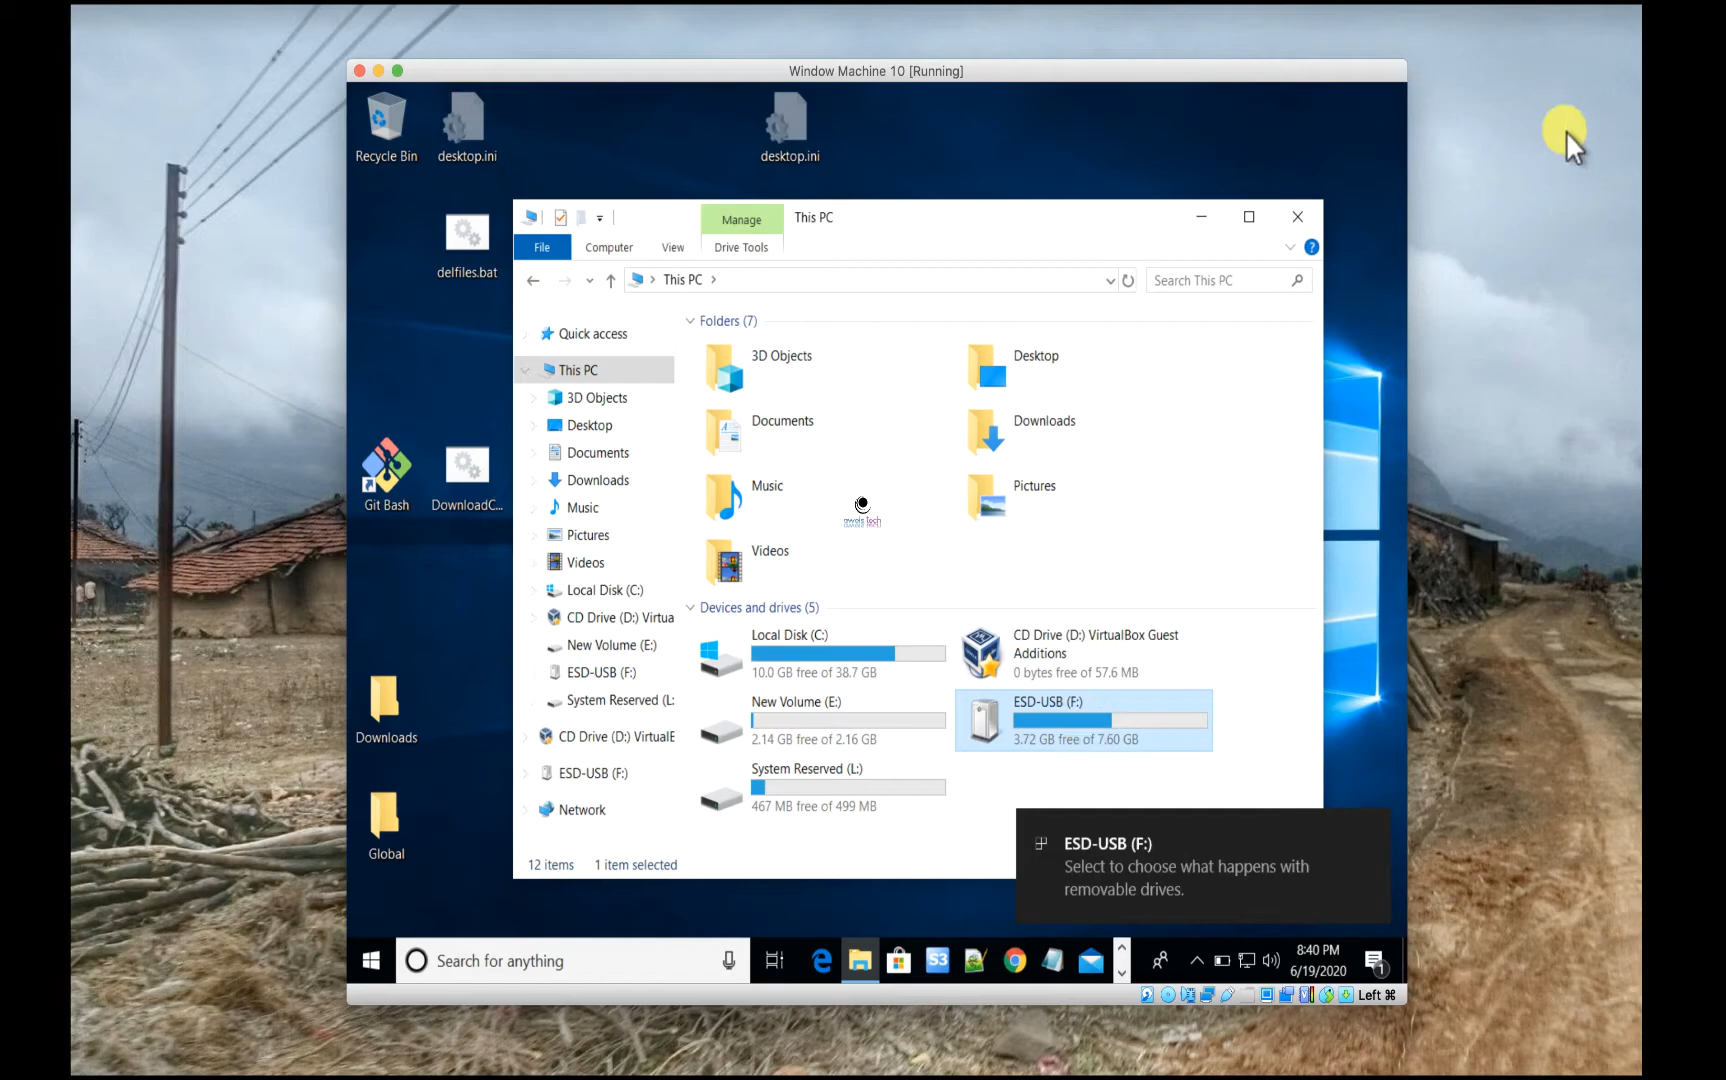 Window Machine 10 [Running]
Recycle Bin
desktop.ini
desktop.ini
delfiles.bat
Git Bash
DownloadC...
Downloads
Global
Manage
This PC
File
Computer
View
Drive Tools
This PC
Search This PC
Quick access
This PC
3D Objects
Desktop
Documents
Downloads
Music
Pictures
Videos
Local Disk (C:)
CD Drive (D:) Virtua
New Volume (E:)
ESD-USB (F:)
System Reserved (L:
CD Drive (D:) VirtualE
ESD-USB (F:)
Network
Folders (7)
3D Objects
Desktop
Documents
Downloads
Music
Pictures
Videos
Devices and drives (5)
Local Disk (C:)
10.0 GB free of 38.7 GB
CD Drive (D:) VirtualBox Guest
Additions
0 bytes free of 57.6 MB
New Volume (E:)
2.14 GB free of 2.16 GB
ESD-USB (F:)
3.72 GB free of 7.60 GB
System Reserved (L:)
467 MB free of 499 MB
12 items
1 item selected
ESD-USB (F:)
Select to choose what happens with
removable drives.
Search for anything
S3
8:40 PM
6/19/2020
1
Left ⌘